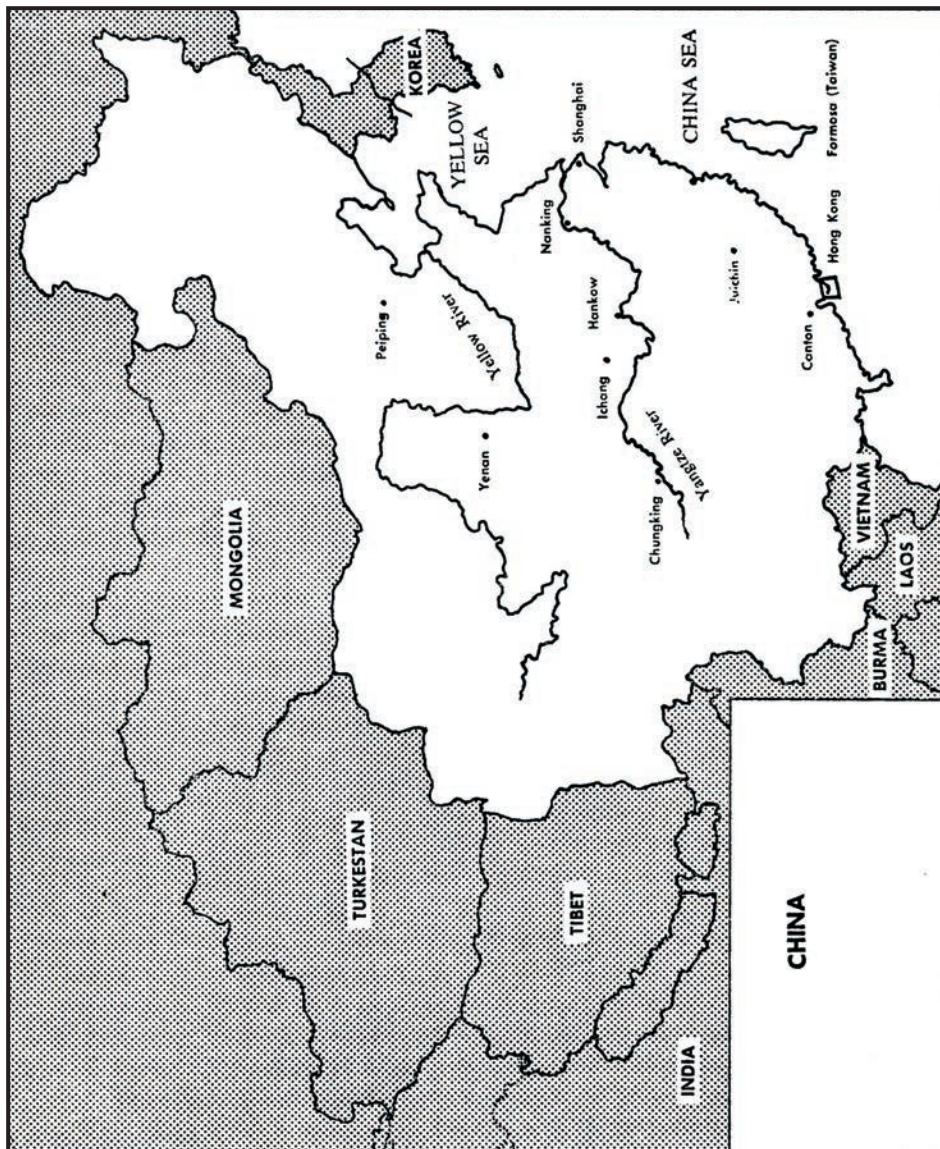 MONGOLIA
TURKESTAN
KOREA
YELLOW
SEA
Peiping
Yellow River
Yenan
TIBET
Nanking
Shanghai
Hankow
Ichang
Yangtze River
Chungking
CHINA SEA
Juichin
INDIA
Formosa (Taiwan)
Hong Kong
Canton
VIETNAM
LAOS
BURMA
CHINA